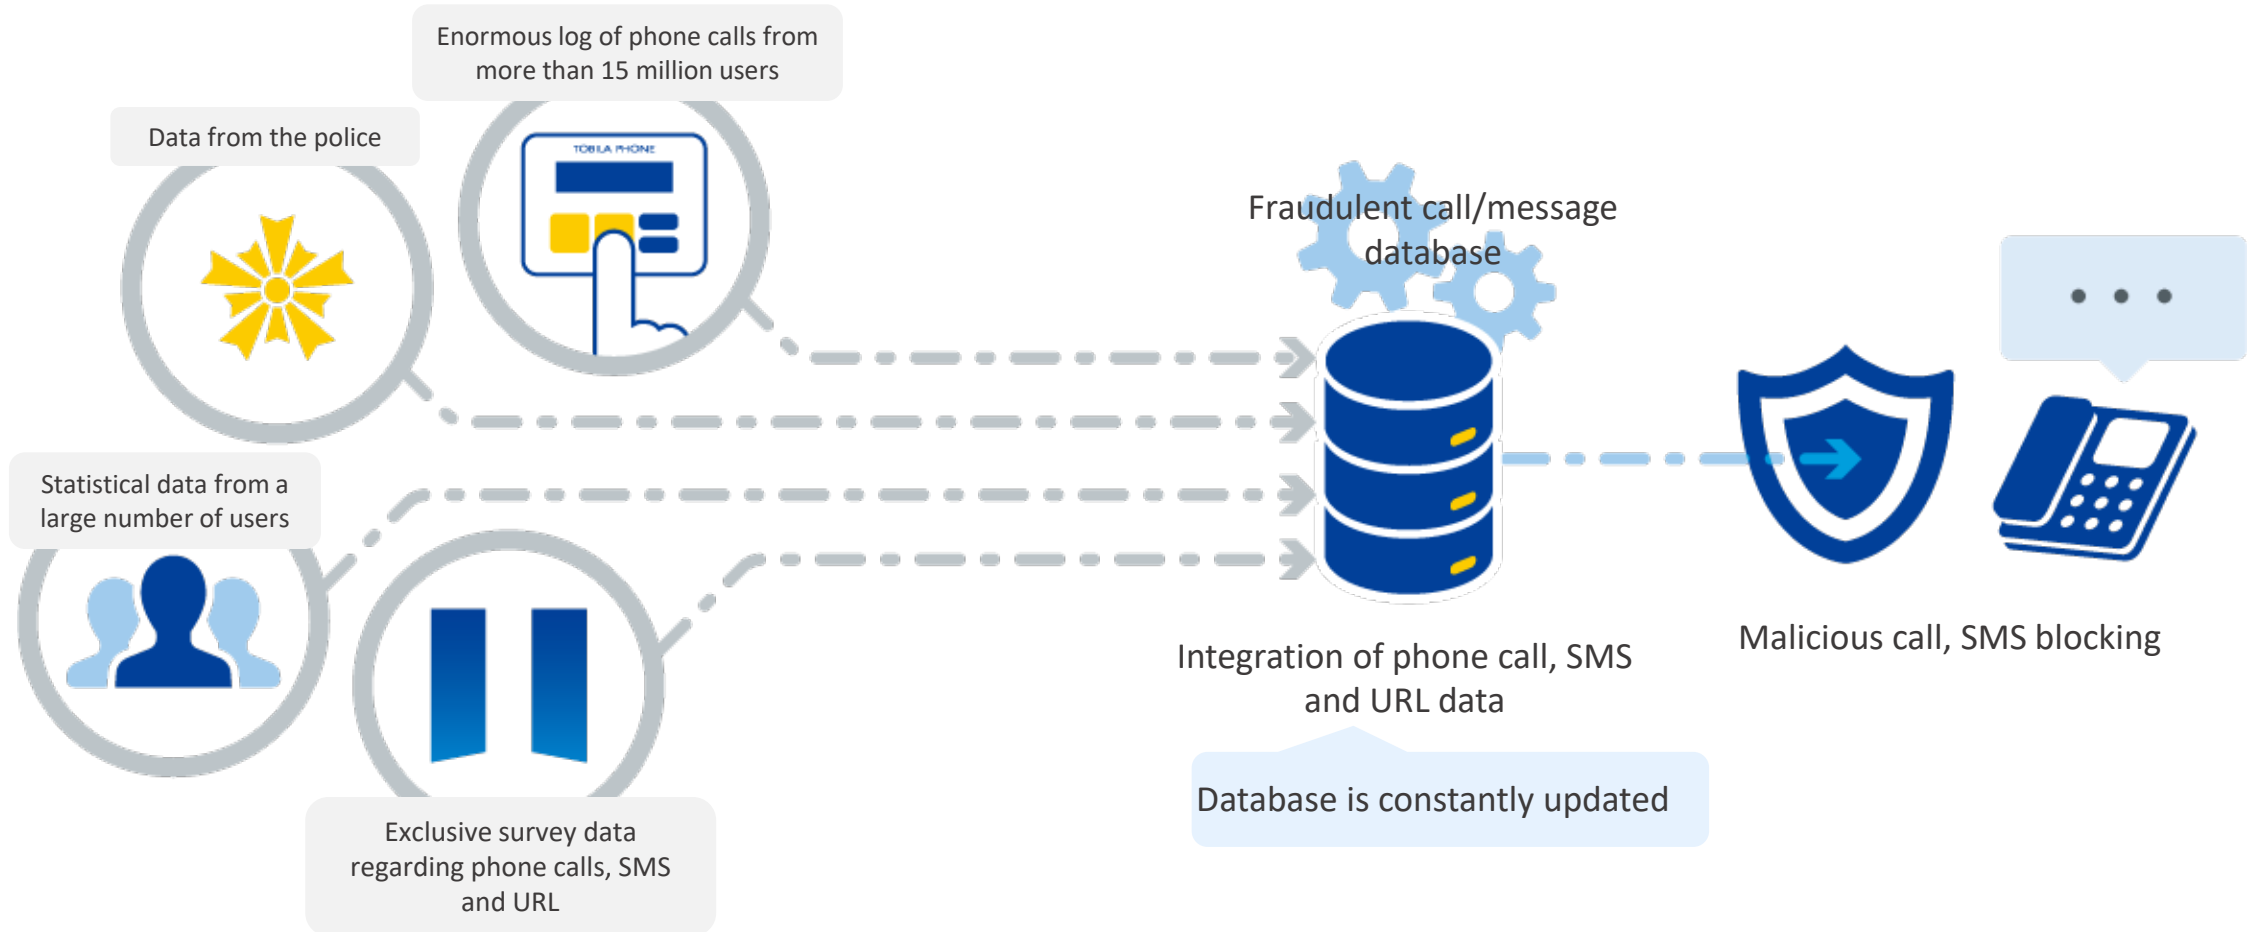 Enormous log of phone calls from
more than 15 million users
Data from the police
TOBILA PHONE
Statistical data from a
large number of users
Exclusive survey data
regarding phone calls, SMS
and URL
Fraudulent call/message
database
Integration of phone call, SMS
and URL data
Database is constantly updated
Malicious call, SMS blocking